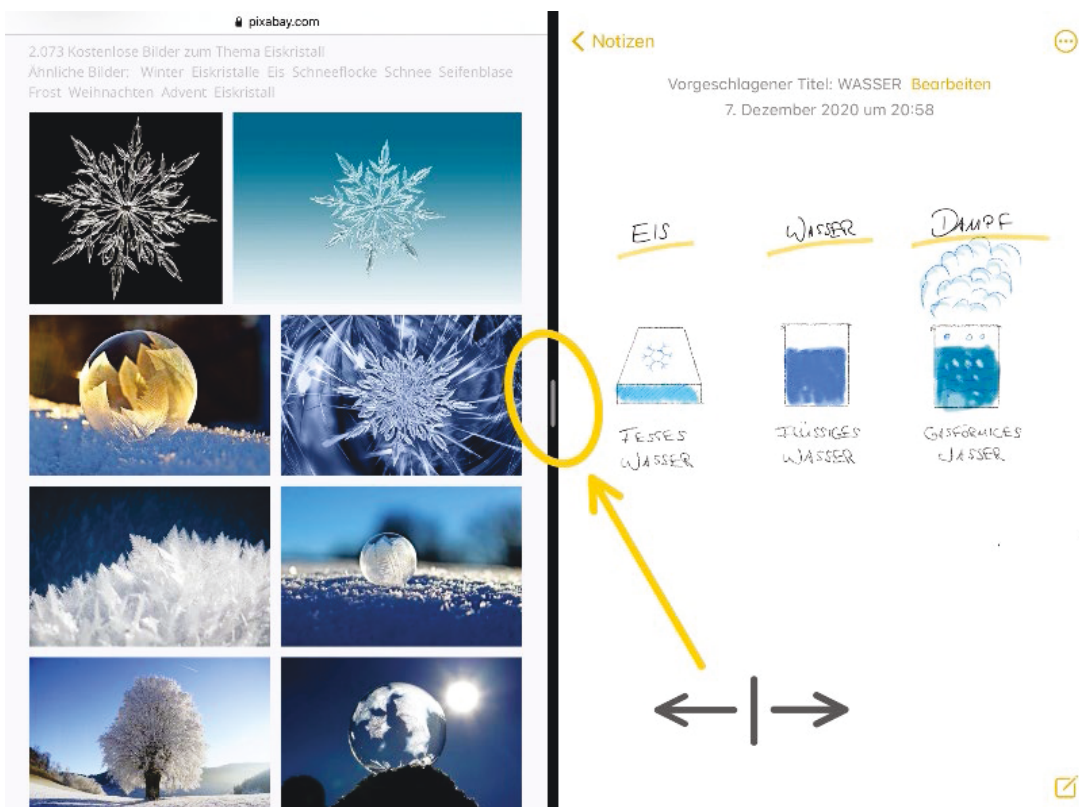 pixabay.com
2.073 Kostenlose Bilder zum Thema Eiskristall
Ähnliche Bilder: Winter Eiskristalle Eis Schneeflocke Schnee Seifenblase
Frost Weihnachten Advent Eiskristall
Notizen
Vorgeschlagener Titel: WASSER Bearbeiten
7. Dezember 2020 um 20:58
EIS WASSER DAMPF
FESTES FLÜSSIGES GASFÖRMIGES
WASSER WASSER WASSER